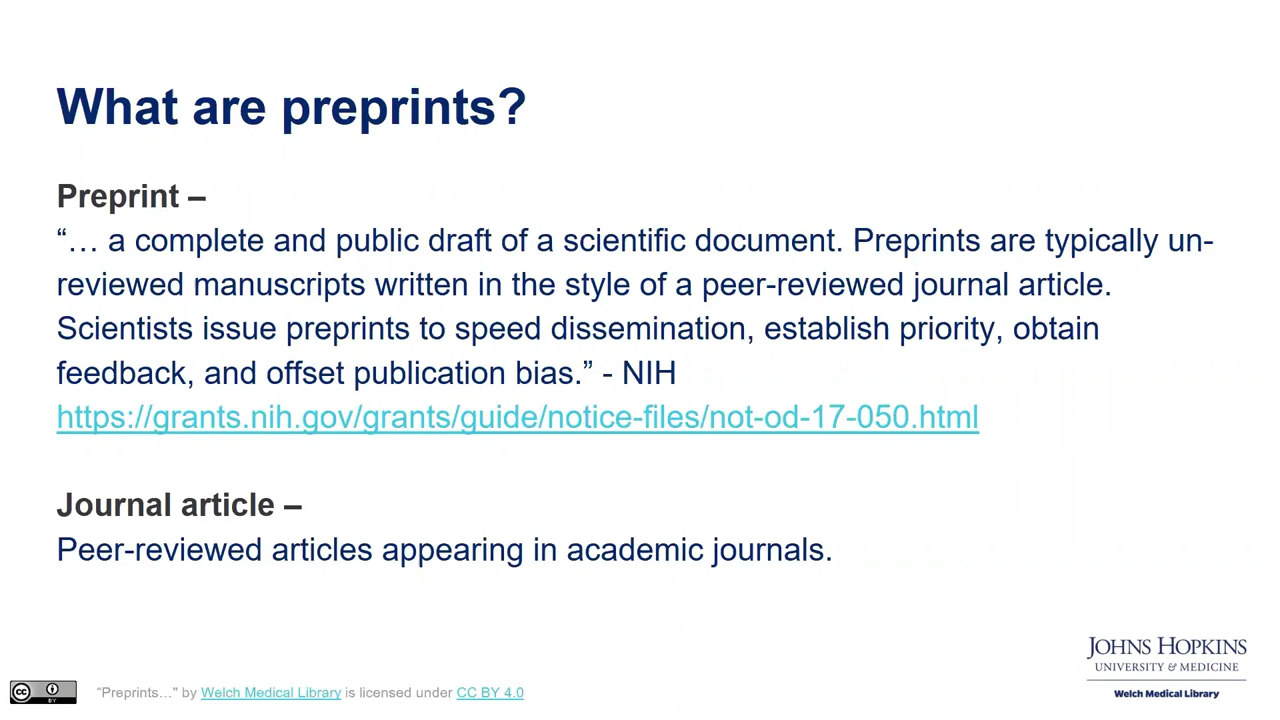 What are preprints?
Preprint –
“… a complete and public draft of a scientific document. Preprints are typically un-
reviewed manuscripts written in the style of a peer-reviewed journal article.
Scientists issue preprints to speed dissemination, establish priority, obtain
feedback, and offset publication bias.” - NIH
https://grants.nih.gov/grants/guide/notice-files/not-od-17-050.html
Journal article –
Peer-reviewed articles appearing in academic journals.
JOHNS HOPKINS
UNIVERSITY & MEDICINE
Welch Medical Library
cc BY
“Preprints…" by Welch Medical Library is licensed under CC BY 4.0